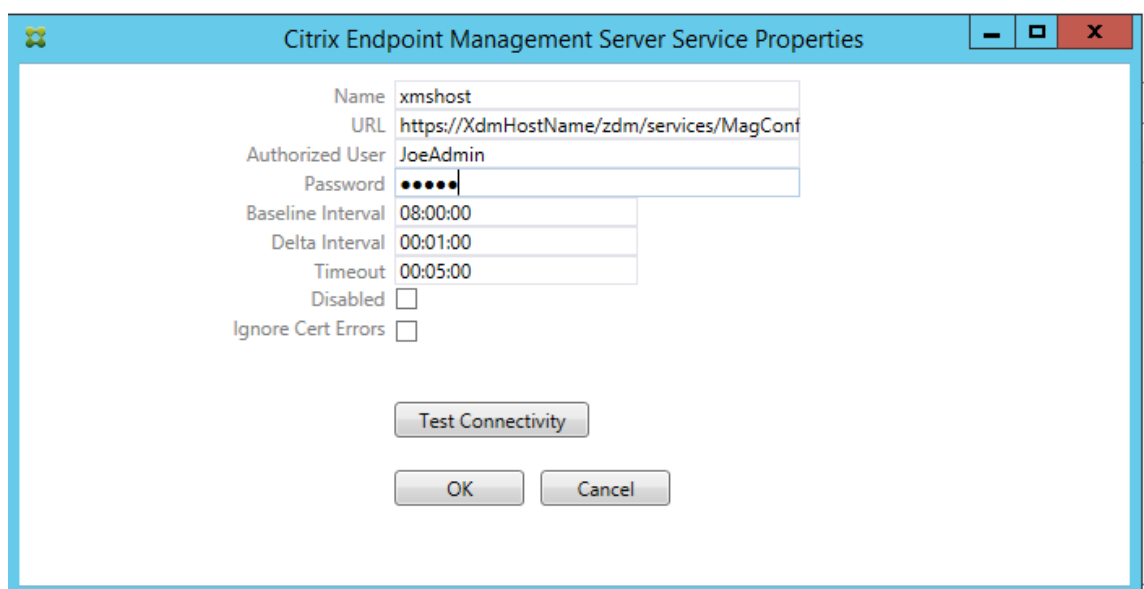 Citrix Endpoint Management Server Service Properties
Name xmshost
URL https://XdmHostName/zdm/services/MagConf
Authorized User JoeAdmin
Password •••••
Baseline Interval 08:00:00
Delta Interval 00:01:00
Timeout 00:05:00
Disabled
Ignore Cert Errors
Test Connectivity
OK Cancel